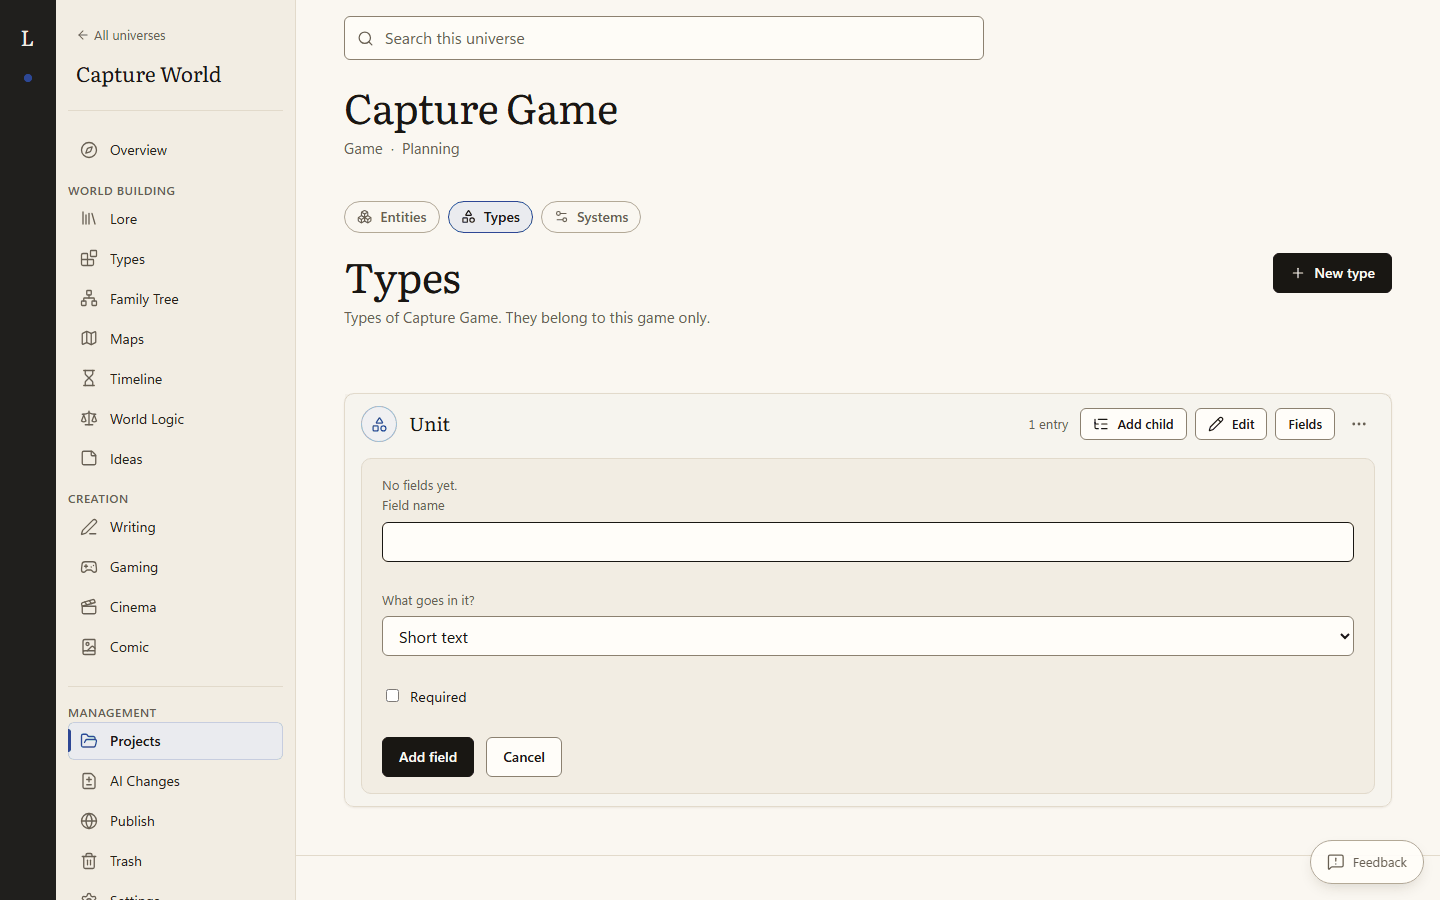 L
All universes
Capture World
Overview
WORLD BUILDING
Lore
Types
Family Tree
Maps
Timeline
World Logic
Ideas
CREATION
Writing
Gaming
Cinema
Comic
MANAGEMENT
Projects
AI Changes
Publish
Trash
Settings
Search this universe
Capture Game
Game · Planning
Entities Types Systems
Types
New type
Types of Capture Game. They belong to this game only.
Unit
1 entry Add child Edit Fields
No fields yet.
Field name
What goes in it?
Short text
Required
Add field Cancel
Feedback